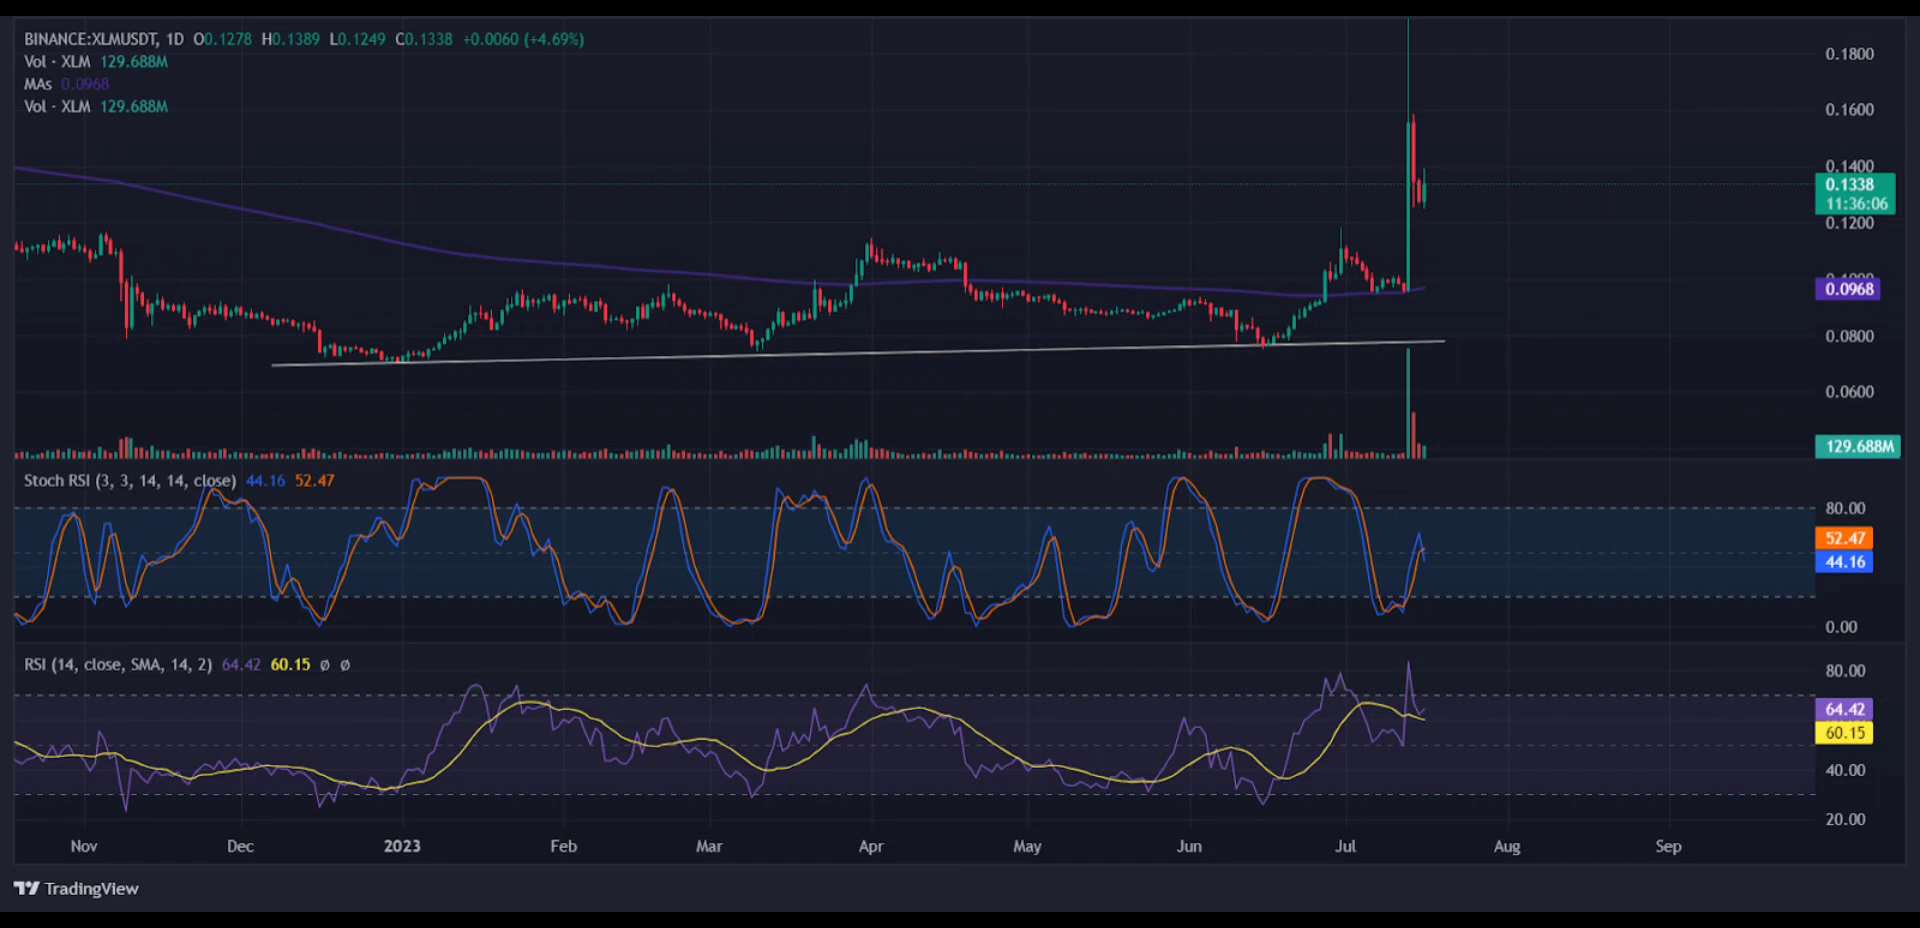 BINANCE:XLMUSDT, 1D O0.1278 H0.1389 L0.1249 C0.1338 +0.0060 (+4.69%)
Vol · XLM 129.688M
MAs 0.0968
Vol · XLM 129.688M
0.1800
0.1600
0.1400
0.1338
11:36:06
0.1200
0.1000
0.0968
0.0800
0.0600
129.688M
Stoch RSI (3, 3, 14, 14, close) 44.16 52.47
80.00
52.47
44.16
0.00
RSI (14, close, SMA, 14, 2) 64.42 60.15 ø ø
80.00
64.42
60.15
40.00
20.00
Nov Dec 2023 Feb Mar Apr May Jun Jul Aug Sep
TradingView